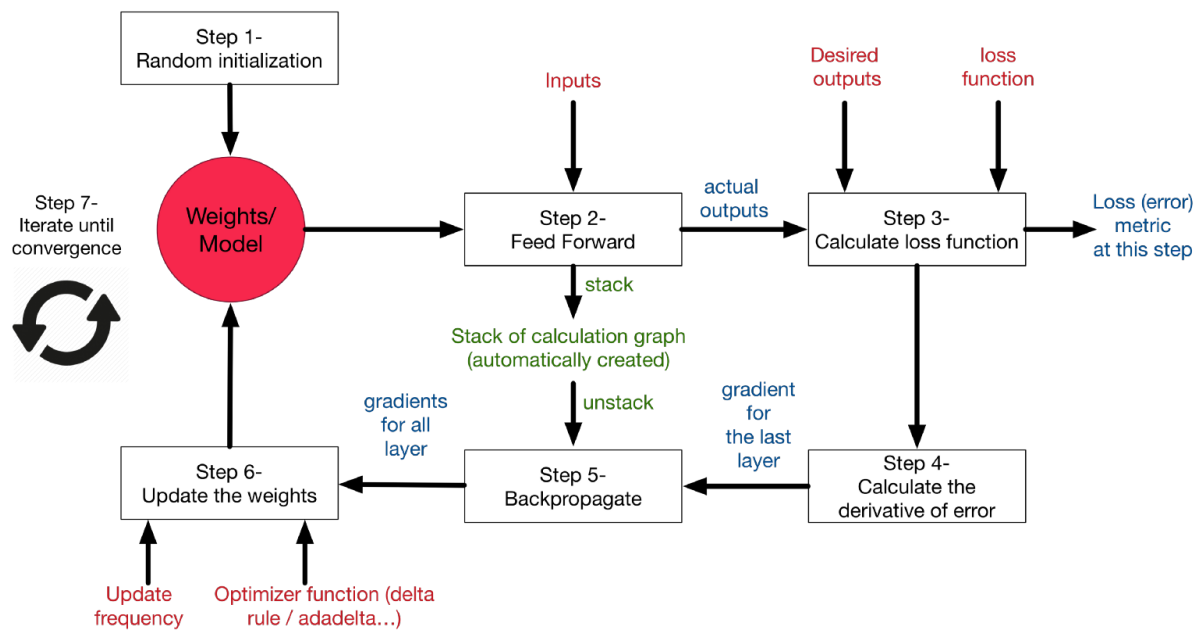 Step 1-
Random initialization
Inputs
Desired
outputs
loss
function
Step 7-
Iterate until
convergence
Weights/
Model
Step 2-
Feed Forward
actual
outputs
Step 3-
Calculate loss function
Loss (error)
metric
at this step
stack
Stack of calculation graph
(automatically created)
unstack
gradients
for all
layer
gradient
for
the last
layer
Step 6-
Update the weights
Step 5-
Backpropagate
Step 4-
Calculate the
derivative of error
Update
frequency
Optimizer function (delta
rule / adadelta…)